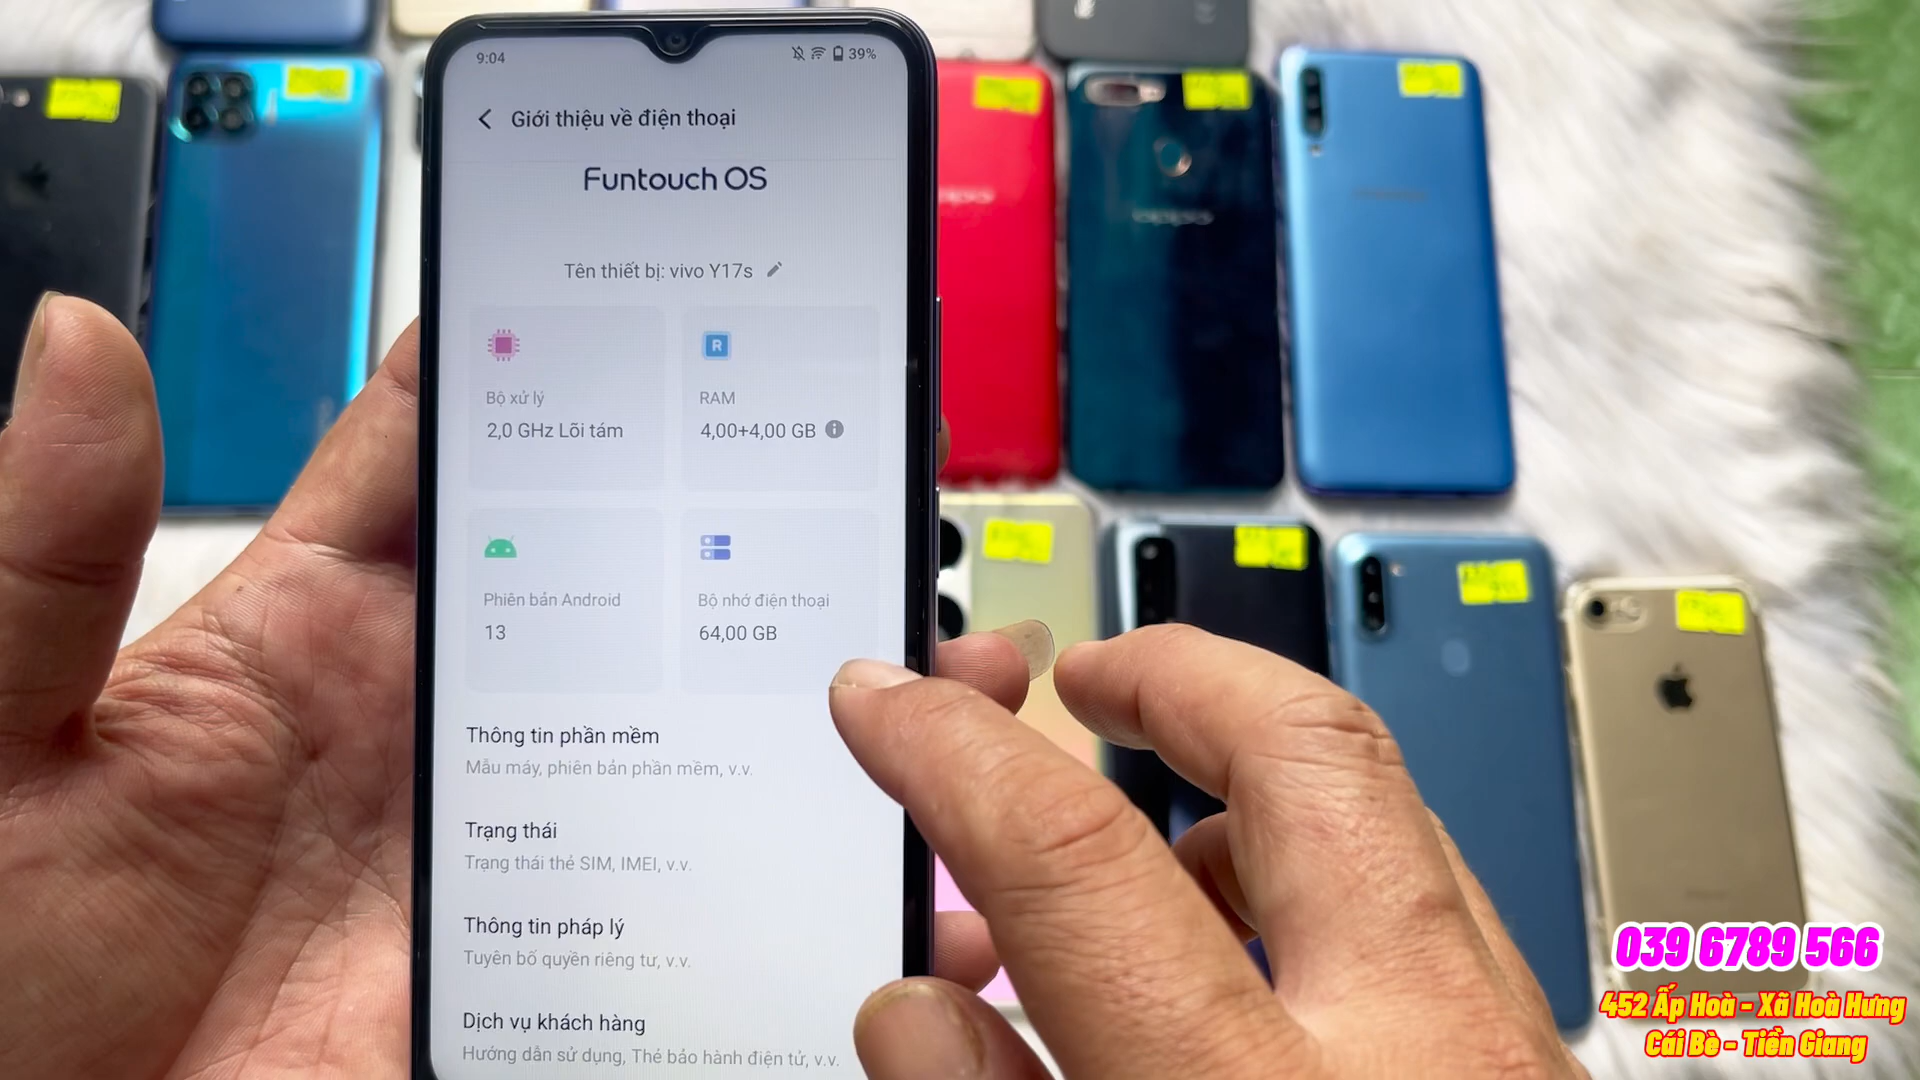 9:04
39%
Giới thiệu về điện thoại
Funtouch OS
Tên thiết bị: vivo Y17s
R
Bộ xử lý
2,0 GHz Lõi tám
RAM
4,00+4,00 GB
Phiên bản Android
13
Bộ nhớ điện thoại
64,00 GB
Thông tin phần mềm
Mẫu máy, phiên bản phần mềm, v.v.
Trạng thái
Trạng thái thẻ SIM, IMEI, v.v.
Thông tin pháp lý
Tuyên bố quyền riêng tư, v.v.
Dịch vụ khách hàng
Hướng dẫn sử dụng, Thẻ bảo hành điện tử, v.v.
oppo
039 6789 566
452 Ấp Hoà - Xã Hoà Hưng
Cái Bè - Tiền Giang